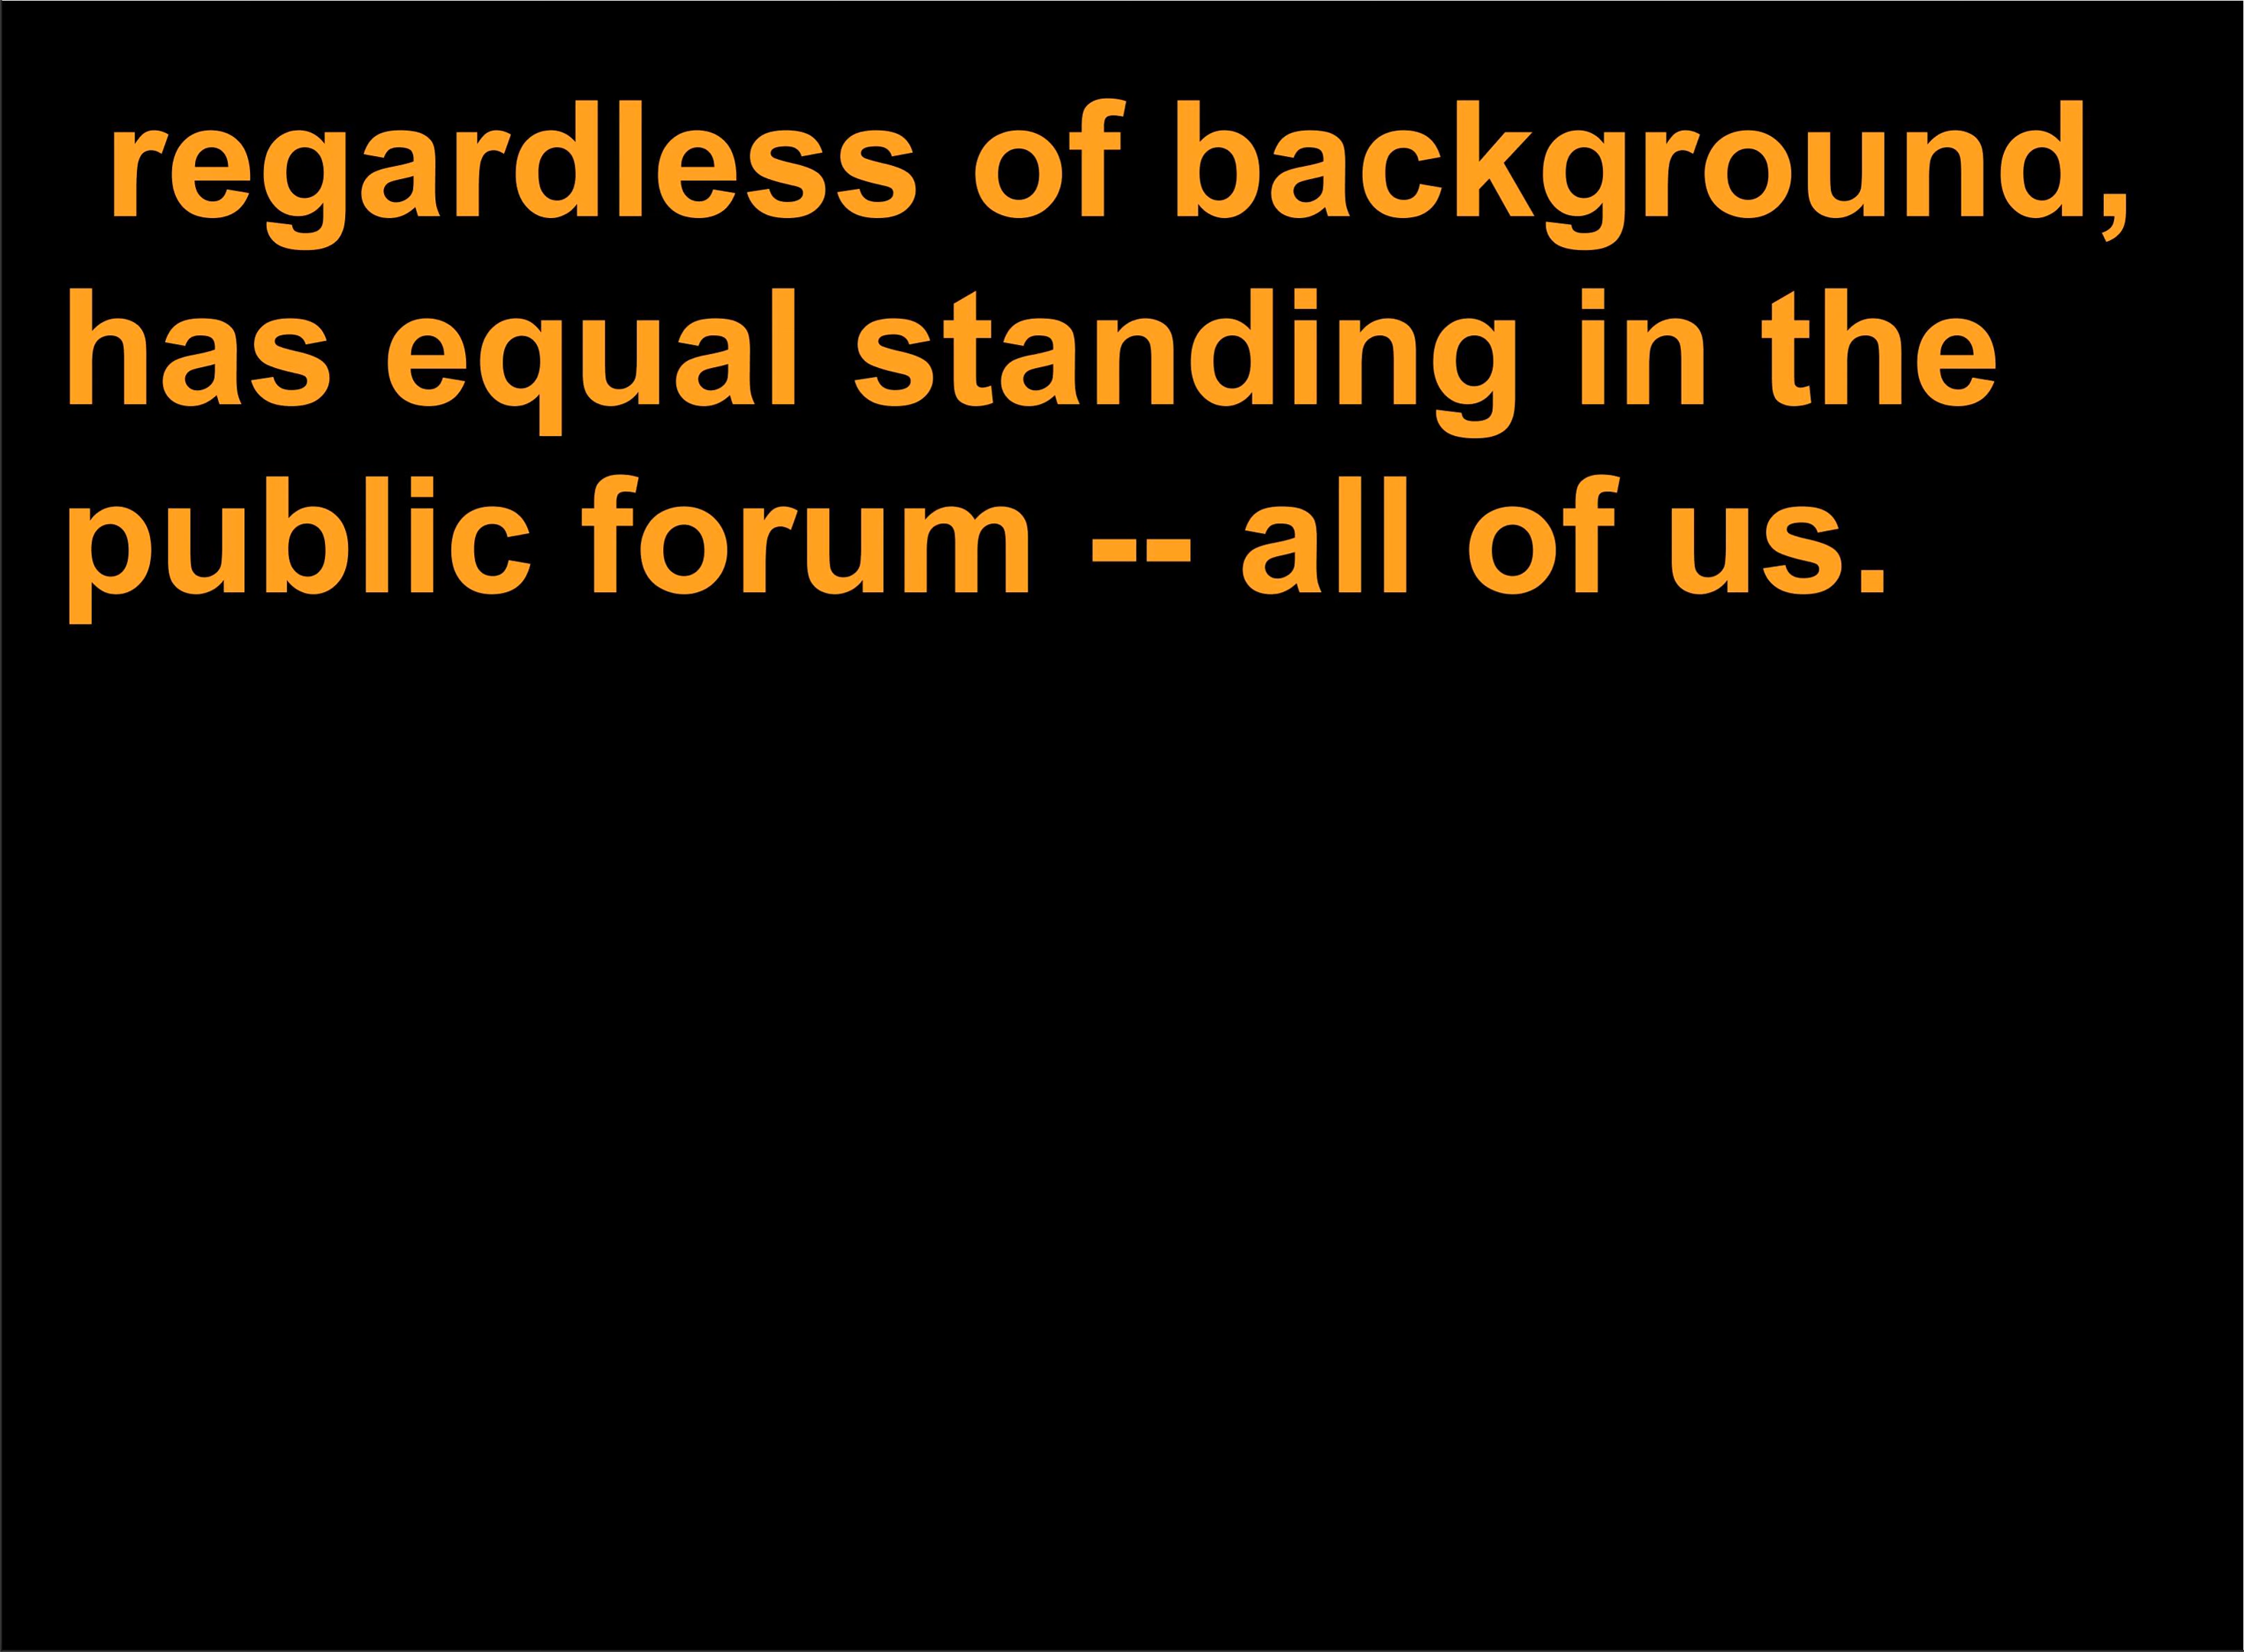 regardless of background,
has equal standing in the
public forum -- all of us.